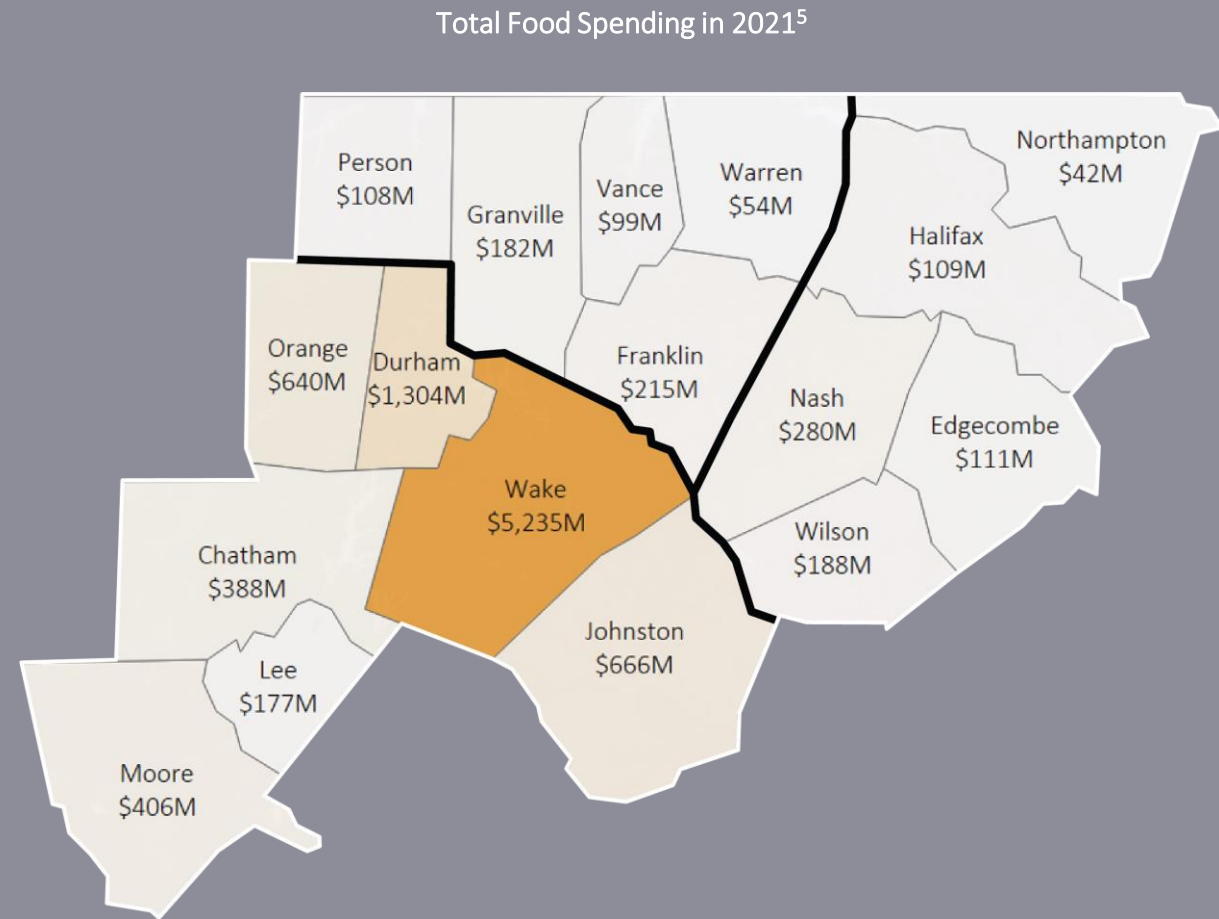 Total Food Spending in 2021⁵
Person
$108M
Granville
$182M
Vance
$99M
Warren
$54M
Northampton
$42M
Halifax
$109M
Orange
$640M
Durham
$1,304M
Franklin
$215M
Nash
$280M
Edgecombe
$111M
Wake
$5,235M
Wilson
$188M
Chatham
$388M
Johnston
$666M
Lee
$177M
Moore
$406M